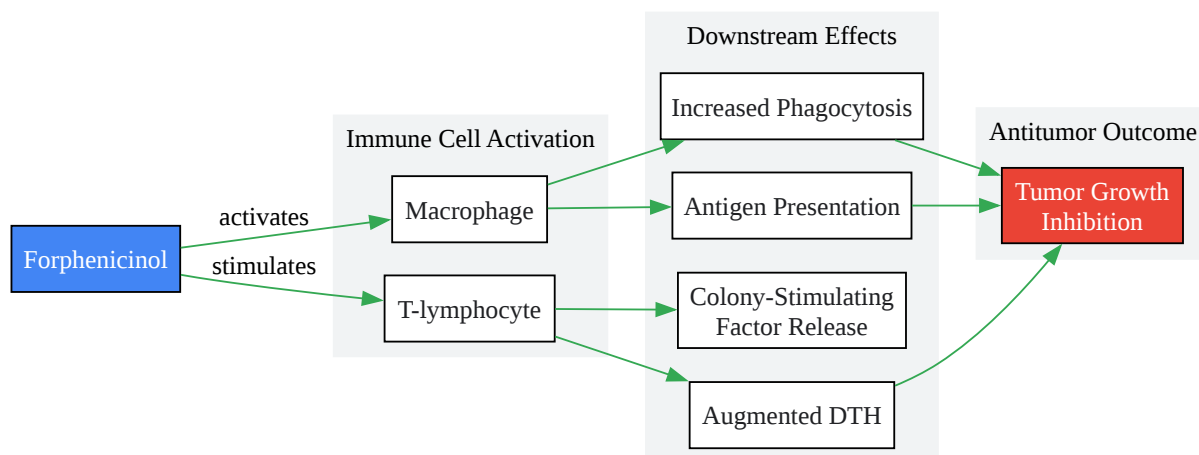 Downstream Effects
Increased Phagocytosis
Immune Cell Activation
Antitumor Outcome
Macrophage
Antigen Presentation
Tumor Growth
Inhibition
activates
Forphenicinol
stimulates
T-lymphocyte
Colony-Stimulating
Factor Release
Augmented DTH